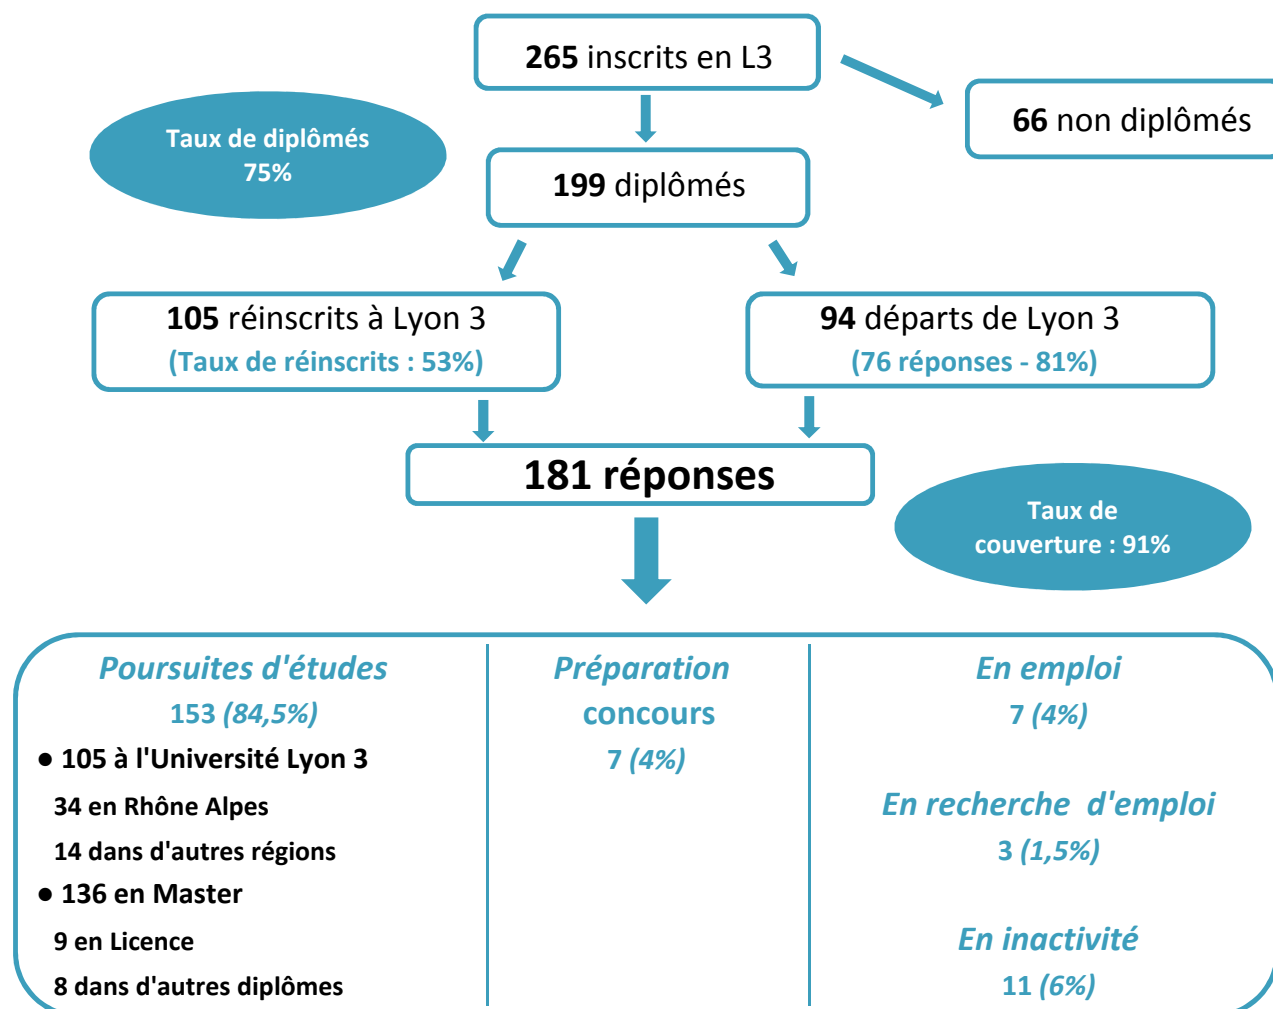 265 inscrits en L3
66 non diplômés
Taux de diplômés
75%
199 diplômés
105 réinscrits à Lyon 3
(Taux de réinscrits : 53%)
94 départs de Lyon 3
(76 réponses - 81%)
181 réponses
Taux de
couverture : 91%
Poursuites d'études
153 (84,5%)
● 105 à l'Université Lyon 3
34 en Rhône Alpes
14 dans d'autres régions
● 136 en Master
9 en Licence
8 dans d'autres diplômes
Préparation
concours
7 (4%)
En emploi
7 (4%)
En recherche d'emploi
3 (1,5%)
En inactivité
11 (6%)